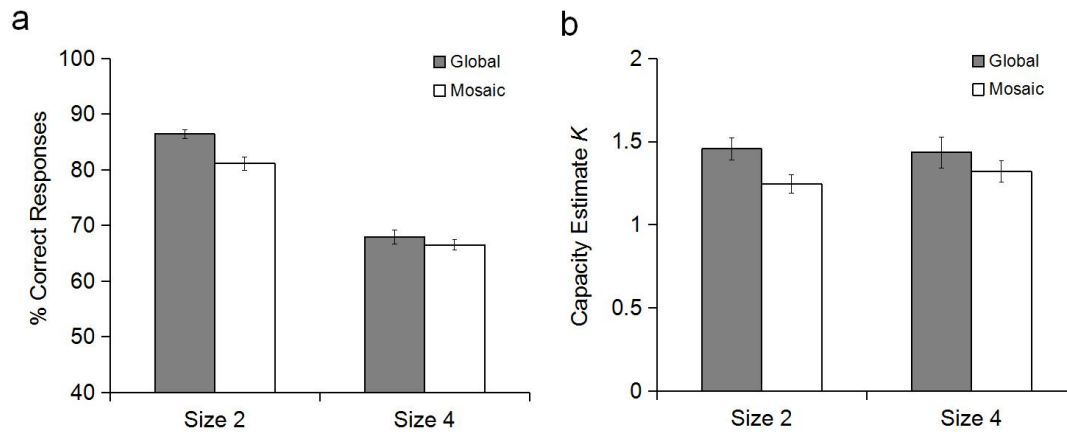 a
% Correct Responses
100
90
80
70
60
50
40
Global
Mosaic
Size 2
Size 4
b
Capacity Estimate K
2
1.5
1
0.5
0
Global
Mosaic
Size 2
Size 4